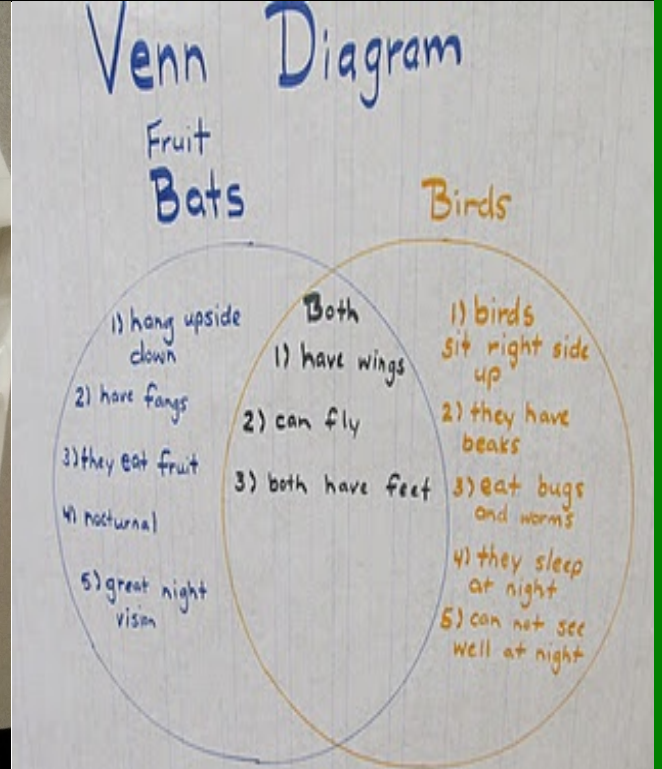 Venn Diagram
Fruit
Bats
1) hang upside
down
2) have fangs
3) they eat fruit
4) nocturnal
5) great night
vision
Both
1) have wings
2) can fly
3) both have feet
Birds
1) birds
sit right side
up
2) they have
beaks
3) eat bugs
and worms
4) they sleep
at night
5) can not see
well at night